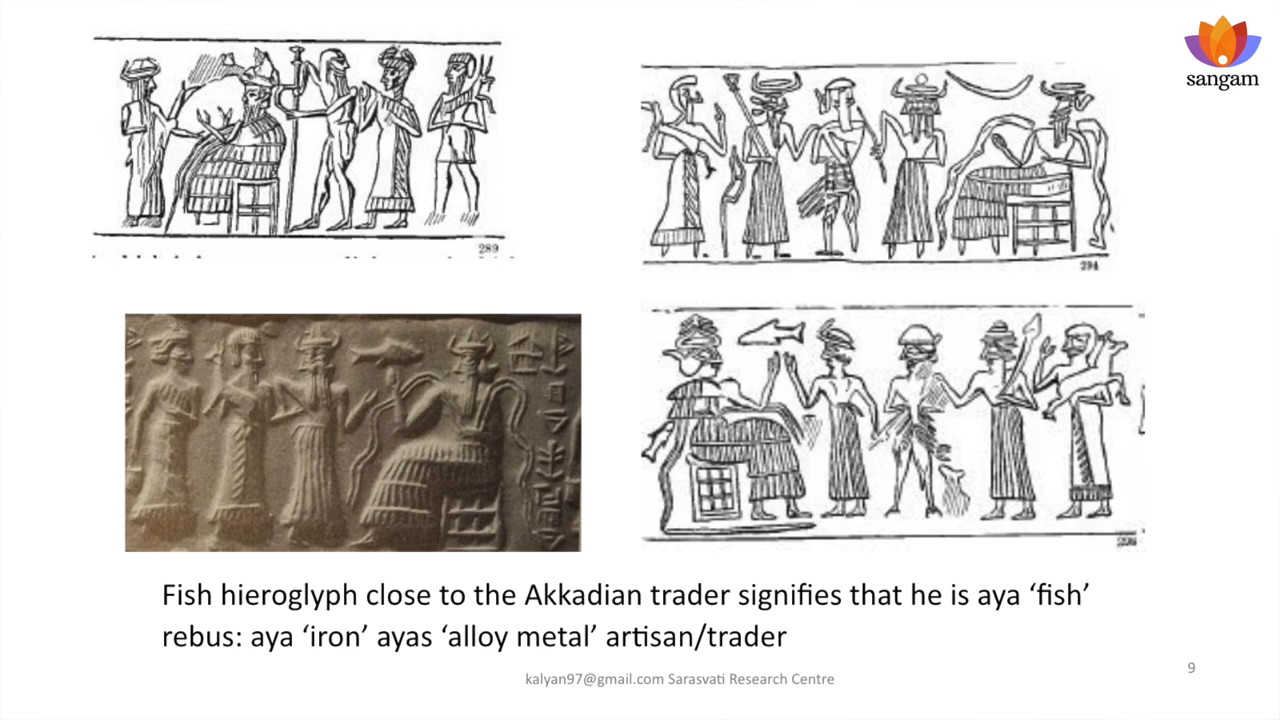 sangam
289
294
Fish hieroglyph close to the Akkadian trader signifies that he is aya ‘fish’
rebus: aya ‘iron’ ayas ‘alloy metal’ artisan/trader
kalyan97@gmail.com Sarasvati Research Centre
9